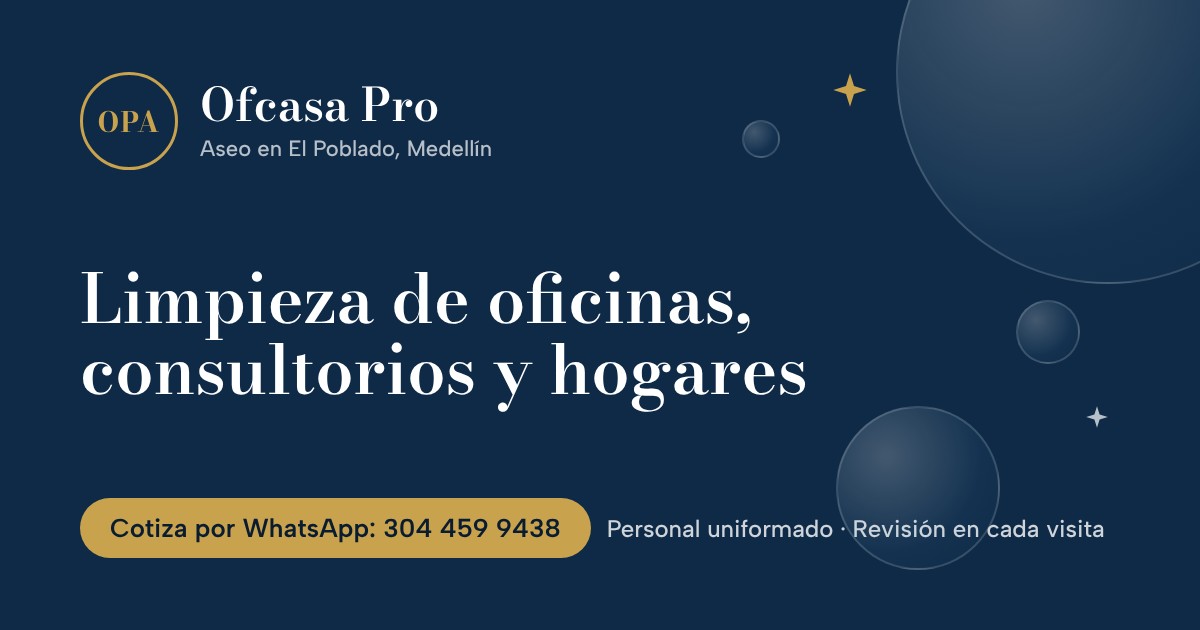 OPA
Ofcasa Pro
Aseo en El Poblado, Medellín
Limpieza de oficinas,
consultorios y hogares
Cotiza por WhatsApp: 304 459 9438
Personal uniformado · Revisión en cada visita